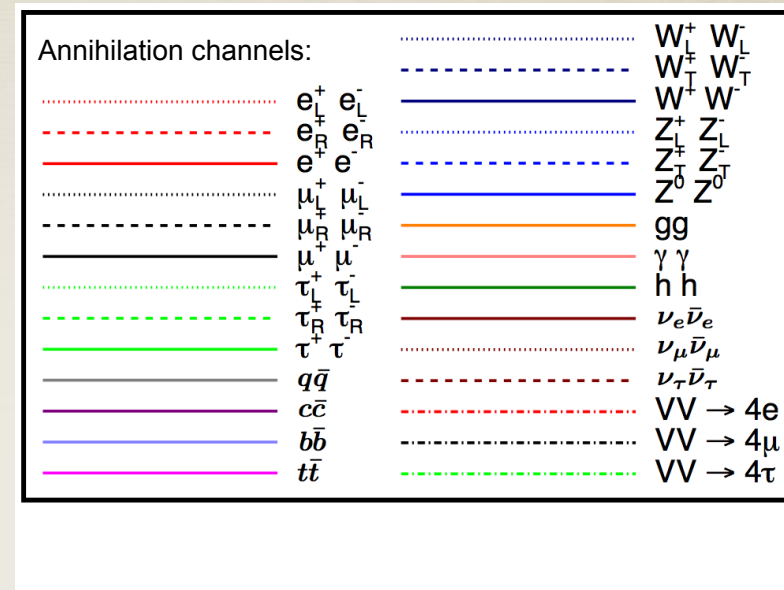 Annihilation channels:
e⁺_L e⁻_L
e⁺_R e⁻_R
e⁺ e⁻
μ⁺_L μ⁻_L
μ⁺_R μ⁻_R
μ⁺ μ⁻
τ⁺_L τ⁻_L
τ⁺_R τ⁻_R
τ⁺ τ⁻
qq̄
cc̄
bb̄
tt̄
W⁺_L W⁻_L
W⁺_T W⁻_T
W⁺ W⁻
Z⁺_L Z⁻_L
Z⁺_T Z⁻_T
Z⁰ Z⁰
gg
γ γ
h h
ν_e ν̄_e
ν_μ ν̄_μ
ν_τ ν̄_τ
VV → 4e
VV → 4μ
VV → 4τ